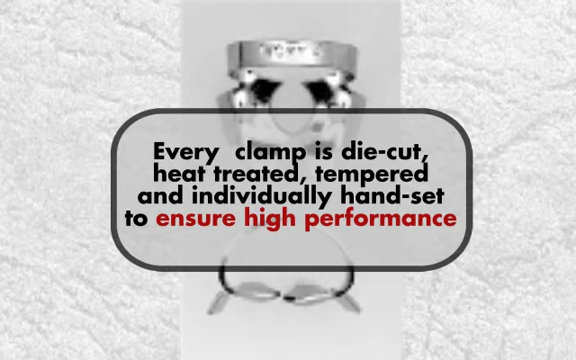 Every clamp is die-cut,
heat treated, tempered
and individually hand-set
to ensure high performance